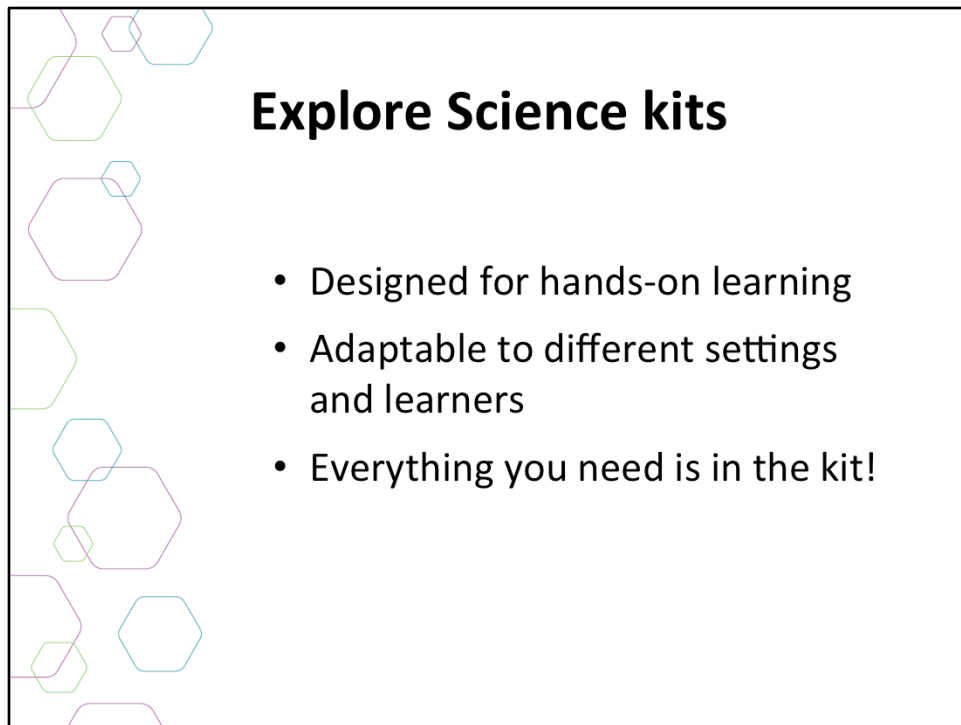 Explore Science kits
• Designed for hands-on learning
• Adaptable to different settings
and learners
• Everything you need is in the kit!